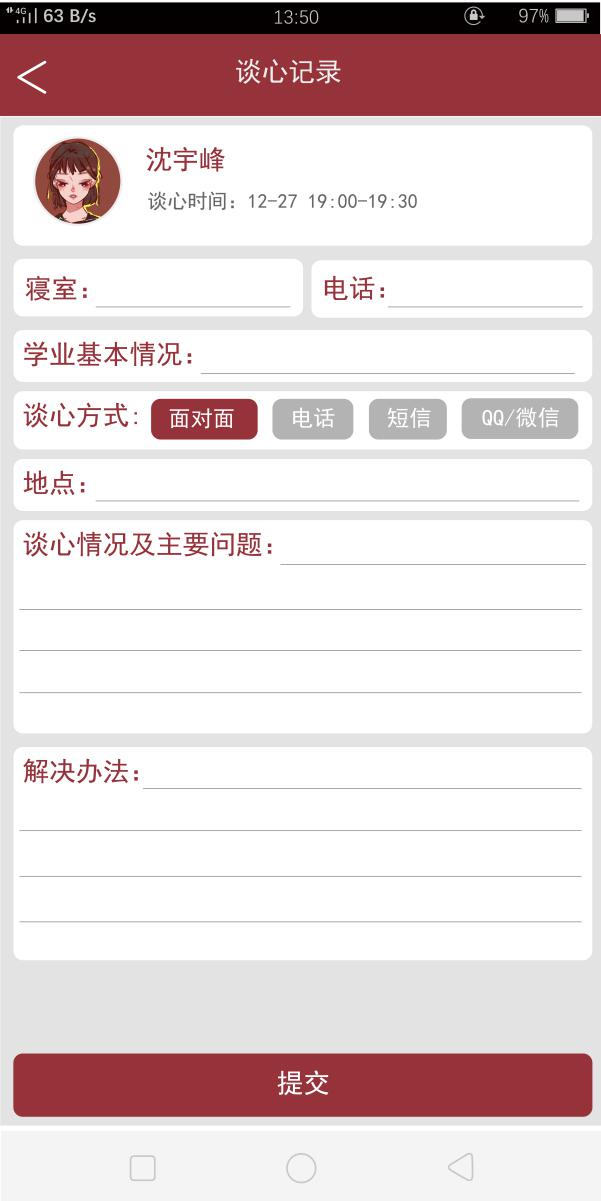 4G 63 B/s 13:50 97%
谈心记录
沈宇峰
谈心时间：12-27 19:00-19:30
寝室： 电话：
学业基本情况：
谈心方式: 面对面 电话 短信 QQ/微信
地点：
谈心情况及主要问题：
解决办法：
提交